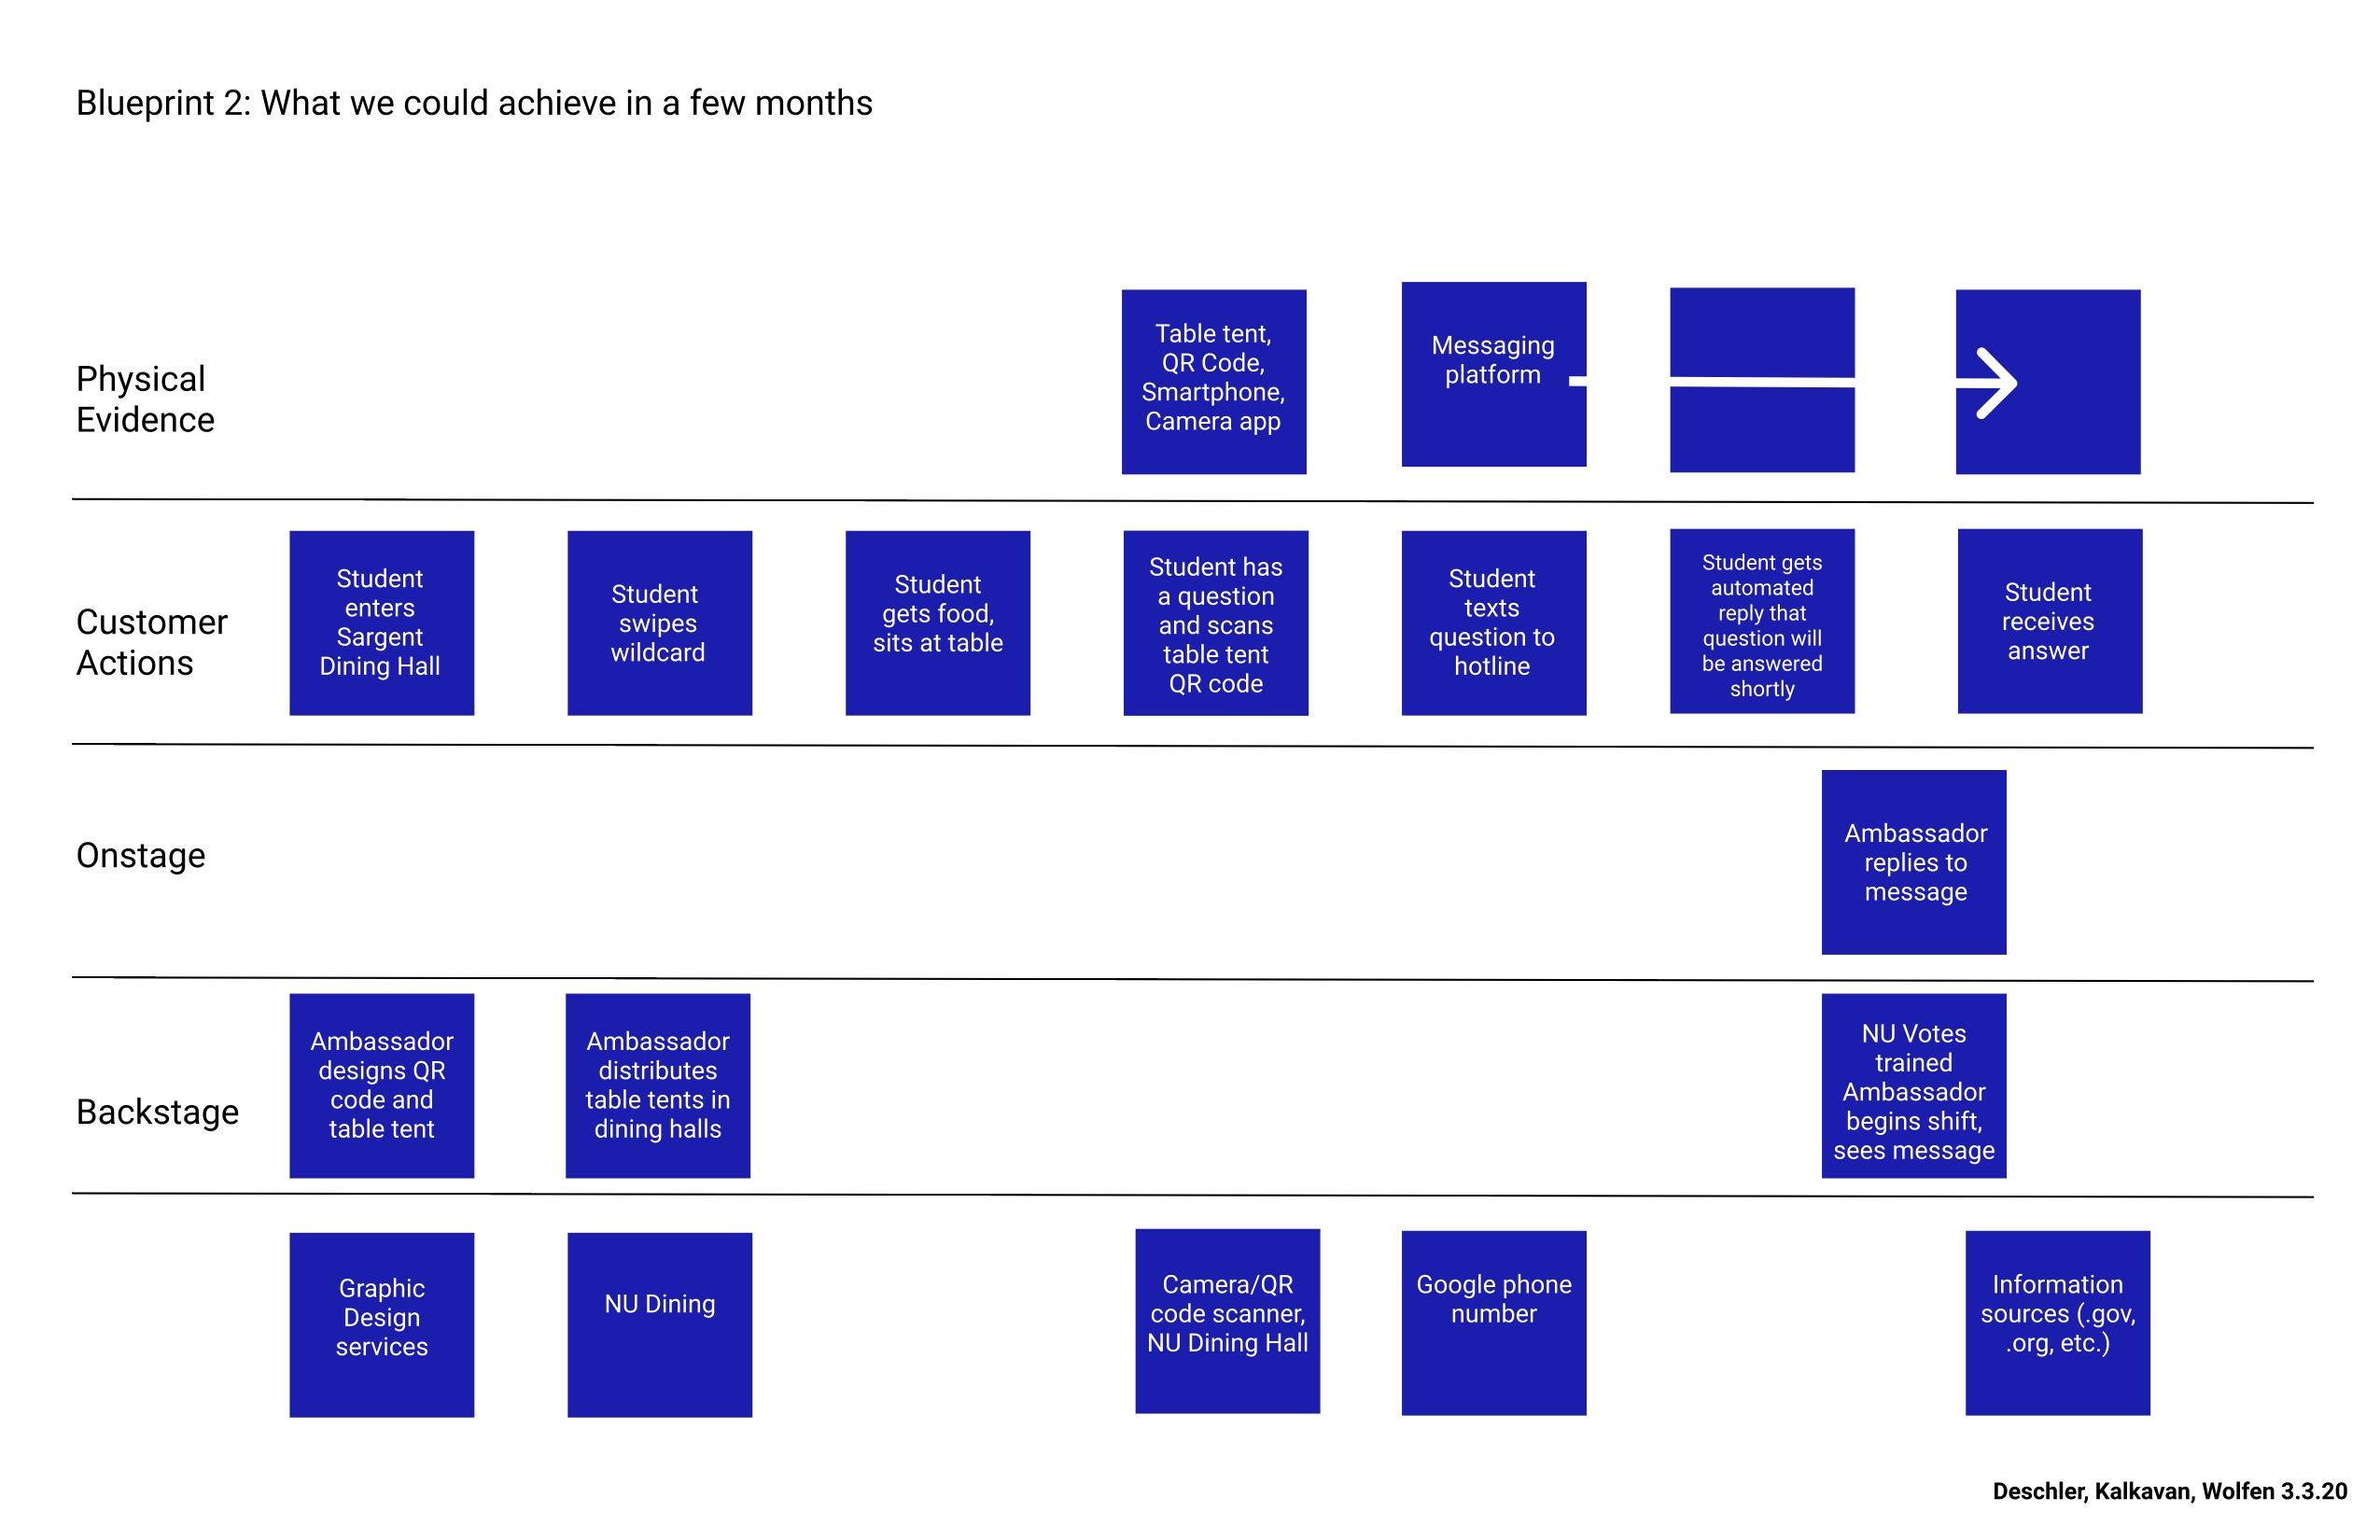 Blueprint 2: What we could achieve in a few months
Physical
Evidence
Table tent,
QR Code,
Smartphone,
Camera app
Messaging
platform
Customer
Actions
Student
enters
Sargent
Dining Hall
Student
swipes
wildcard
Student
gets food,
sits at table
Student has
a question
and scans
table tent
QR code
Student
texts
question to
hotline
Student gets
automated
reply that
question will
be answered
shortly
Student
receives
answer
Onstage
Ambassador
replies to
message
Backstage
Ambassador
designs QR
code and
table tent
Ambassador
distributes
table tents in
dining halls
NU Votes
trained
Ambassador
begins shift,
sees message
Graphic
Design
services
NU Dining
Camera/QR
code scanner,
NU Dining Hall
Google phone
number
Information
sources (.gov,
.org, etc.)
Deschler, Kalkavan, Wolfen 3.3.20